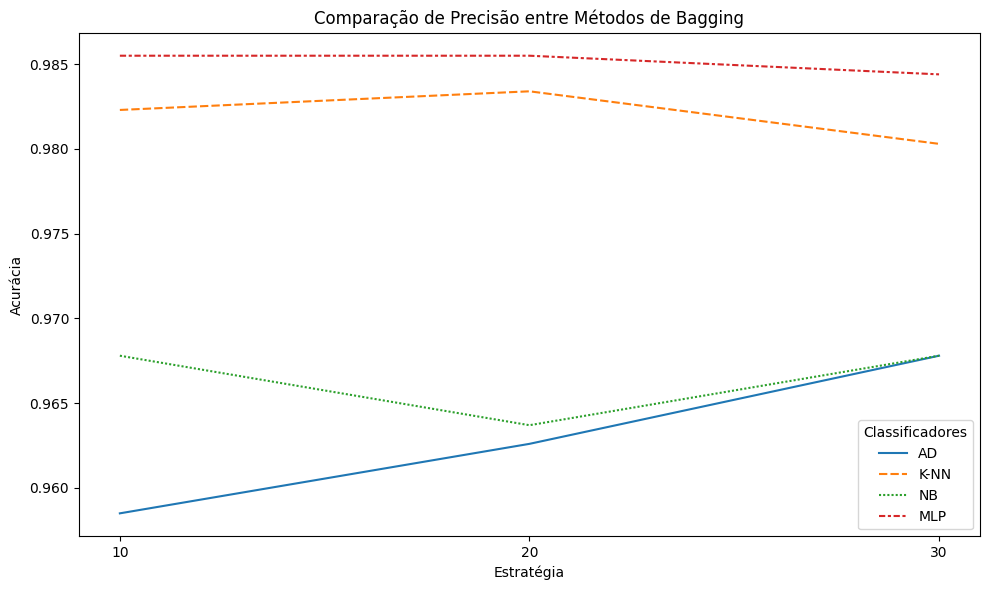 Comparação de Precisão entre Métodos de Bagging
Acurácia
0.985
0.980
0.975
0.970
0.965
0.960
10
20
30
Estratégia
Classificadores
AD
K-NN
NB
MLP